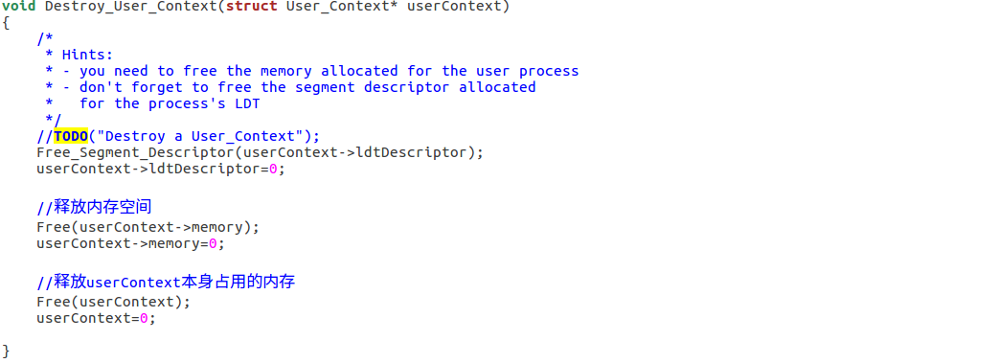 void Destroy_User_Context(struct User_Context* userContext)
{
    /*
     * Hints:
     * - you need to free the memory allocated for the user process
     * - don't forget to free the segment descriptor allocated
     *   for the process's LDT
     */
    //TODO("Destroy a User_Context");
    Free_Segment_Descriptor(userContext->ldtDescriptor);
    userContext->ldtDescriptor=0;

    //释放内存空间
    Free(userContext->memory);
    userContext->memory=0;

    //释放userContext本身占用的内存
    Free(userContext);
    userContext=0;

}